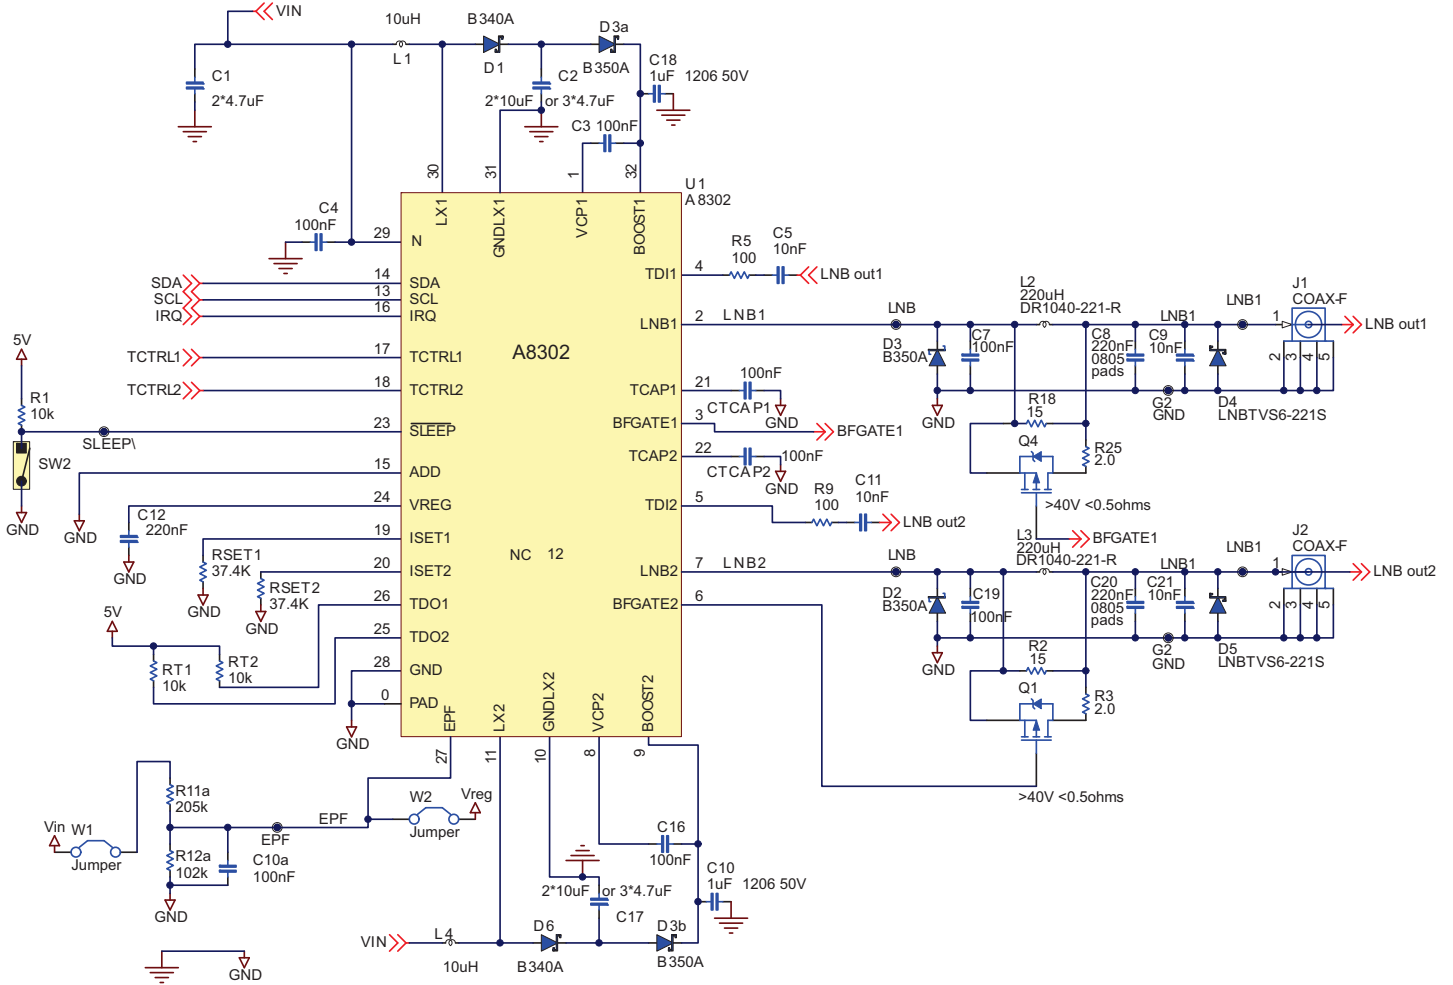 VIN
10uH
L1
B340A
D1
D3a
B350A
C1
2*4.7uF
C2
2*10uF or 3*4.7uF
C18
1uF 1206 50V
C3 100nF
30
31
1
32
U1
A8302
LX1
GNDLX1
VCP1
BOOST1
C4
100nF
29
N
SDA
14
SDA
SCL
13
SCL
IRQ
16
IRQ
5V
TCTRL1
17
TCTRL1
TCTRL2
18
TCTRL2
R1
10k
SLEEP\
23
SLEEP
SW2
GND
15
ADD
GND
24
VREG
C12
220nF
GND
19
ISET1
RSET1
37.4K
GND
20
ISET2
RSET2
37.4K
GND
26
TDO1
5V
25
TDO2
RT1
10k
RT2
10k
28
GND
0
PAD
GND
A8302
NC 12
TDI1
4
R5
100
C5
10nF
LNB out1
LNB1
2
LNB1
LNB
TCAP1
21
100nF
CTCAP1
GND
BFGATE1
3
BFGATE1
TCAP2
22
100nF
CTCAP2
GND
TDI2
5
R9
100
C11
10nF
LNB out2
LNB2
7
LNB2
LNB
BFGATE2
6
D3
B350A
GND
C7
100nF
L2
220uH
DR1040-221-R
C8
220nF
0805
pads
C9
10nF
LNB1
LNB1
G2
GND
D4
LNBTVS6-221S
J1
COAX-F
1
2
3
4
5
LNB out1
R18
15
Q4
R25
2.0
>40V <0.5ohms
BFGATE1
L3
220uH
DR1040-221-R
D2
B350A
GND
C19
100nF
C20
220nF
0805
pads
C21
10nF
LNB1
LNB1
G2
GND
D5
LNBTVS6-221S
J2
COAX-F
1
2
3
4
5
LNB out2
R2
15
Q1
R3
2.0
>40V <0.5ohms
EPF
LX2
GNDLX2
VCP2
BOOST2
27
11
10
8
9
Vin
W1
Jumper
R11a
205k
R12a
102k
GND
C10a
100nF
EPF
EPF
W2
Jumper
Vreg
C16
100nF
C10
1uF 1206 50V
2*10uF or 3*4.7uF
C17
VIN
L4
10uH
D6
B340A
D3b
B350A
GND